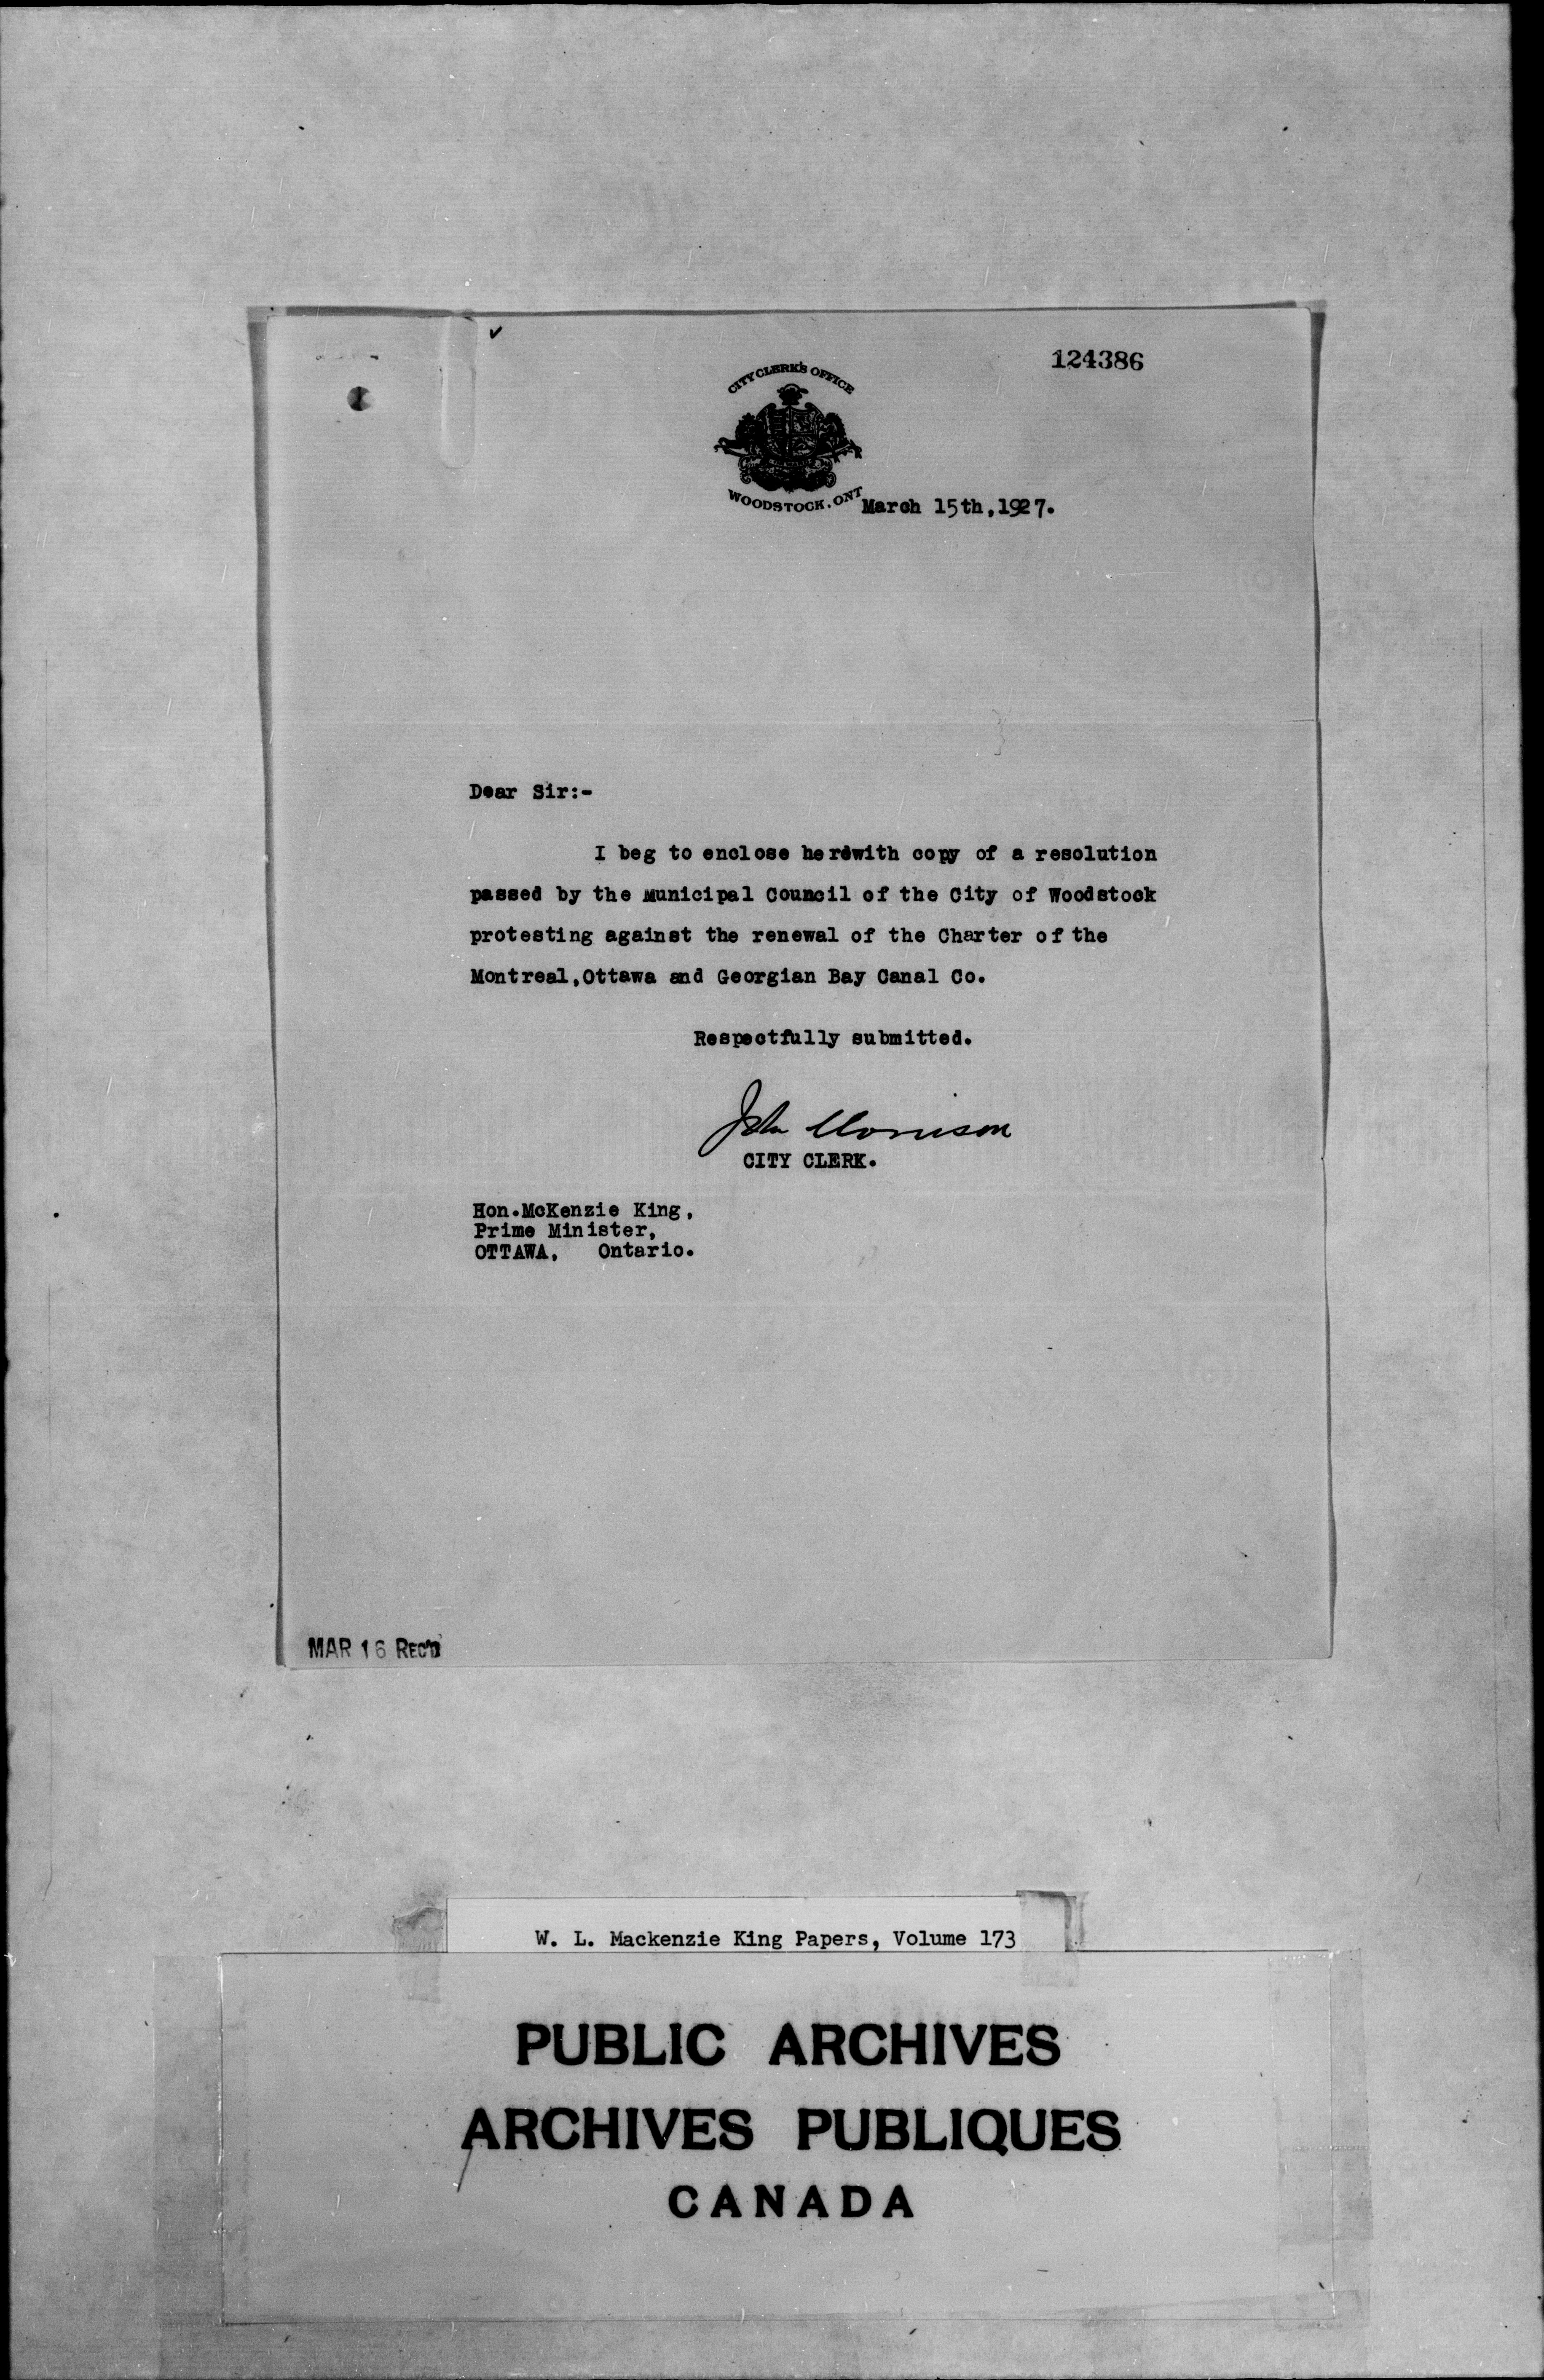 124386
CITY CLERK'S OFFICE
WOODSTOCK, ONT
March 15th,1927.
Dear Sir:-
I beg to enclose herewith copy of a resolution
passed by the Municipal Council of the City of Woodstock
protesting against the renewal of the Charter of the
Montreal,Ottawa and Georgian Bay Canal Co.
Respectfully submitted.
John Morrison
CITY CLERK.
Hon.McKenzie King,
Prime Minister,
OTTAWA, Ontario.
MAR 16 REC'D
W. L. Mackenzie King Papers, Volume 173
PUBLIC ARCHIVES
ARCHIVES PUBLIQUES
CANADA